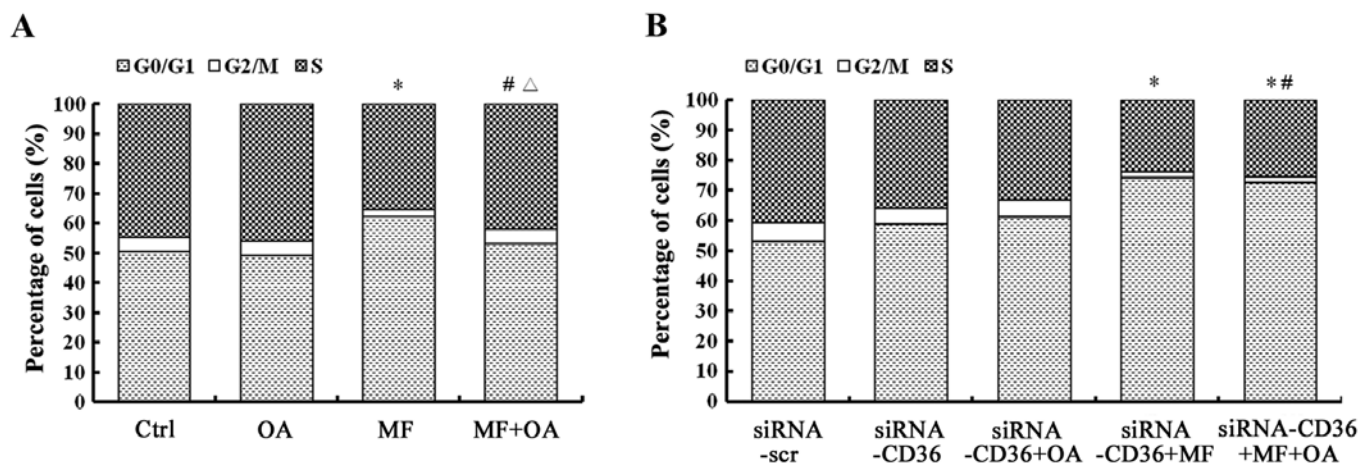 A
G0/G1 G2/M S
* # △
Percentage of cells (%)
100
90
80
70
60
50
40
30
20
10
0
Ctrl OA MF MF+OA
B
G0/G1 G2/M S
* *#
Percentage of cells (%)
100
90
80
70
60
50
40
30
20
10
0
siRNA siRNA siRNA siRNA siRNA-CD36
-scr -CD36 -CD36+OA -CD36+MF +MF+OA